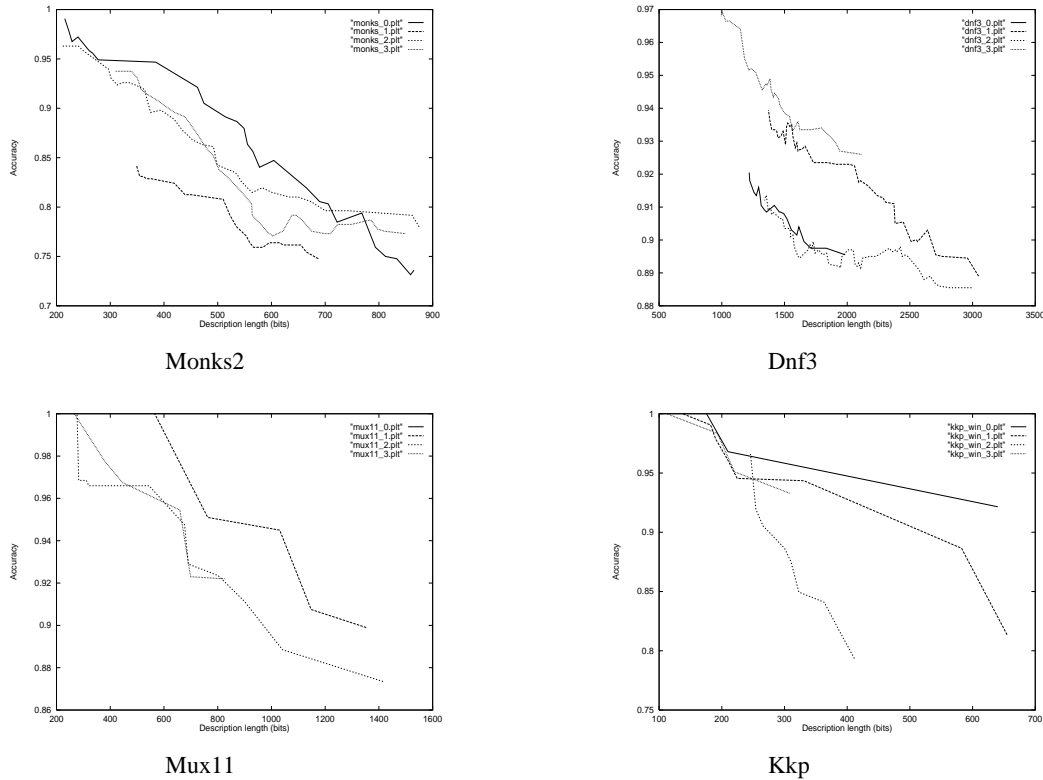 1
0.95
0.9
0.85
0.8
0.75
0.7
200 300 400 500 600 700 800 900
Accuracy
Description length (bits)
"monks_0.plt"
"monks_1.plt"
"monks_2.plt"
"monks_3.plt"
Monks2
0.97
0.96
0.95
0.94
0.93
0.92
0.91
0.9
0.89
0.88
500 1000 1500 2000 2500 3000 3500
Accuracy
Description length (bits)
"dnf3_0.plt"
"dnf3_1.plt"
"dnf3_2.plt"
"dnf3_3.plt"
Dnf3
1
0.98
0.96
0.94
0.92
0.9
0.88
0.86
200 400 600 800 1000 1200 1400 1600
Accuracy
Description length (bits)
"mux11_0.plt"
"mux11_1.plt"
"mux11_2.plt"
"mux11_3.plt"
Mux11
1
0.95
0.9
0.85
0.8
0.75
100 200 300 400 500 600 700
Accuracy
Description length (bits)
"kkp_win_0.plt"
"kkp_win_1.plt"
"kkp_win_2.plt"
"kkp_win_3.plt"
Kkp